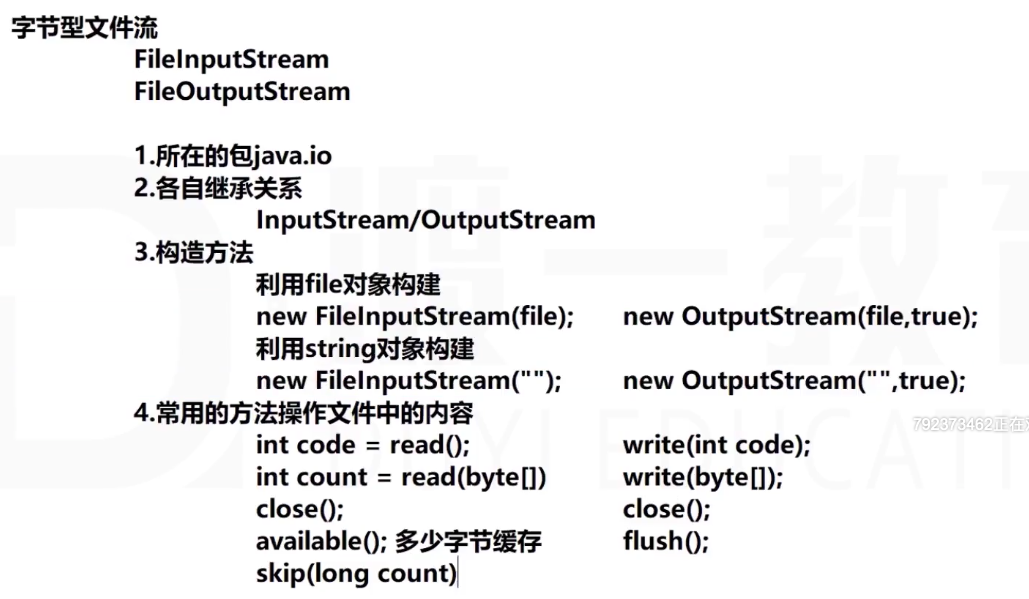 字节型文件流
FileInputStream
FileOutputStream
1.所在的包java.io
2.各自继承关系
InputStream/OutputStream
3.构造方法
利用file对象构建
new FileInputStream(file); new OutputStream(file,true);
利用string对象构建
new FileInputStream(""); new OutputStream("",true);
4.常用的方法操作文件中的内容
int code = read(); write(int code);
int count = read(byte[]) write(byte[]);
close(); close();
available(); 多少字节缓存 flush();
skip(long count)
792373462正在
渡一教
DUYI EDUCATI